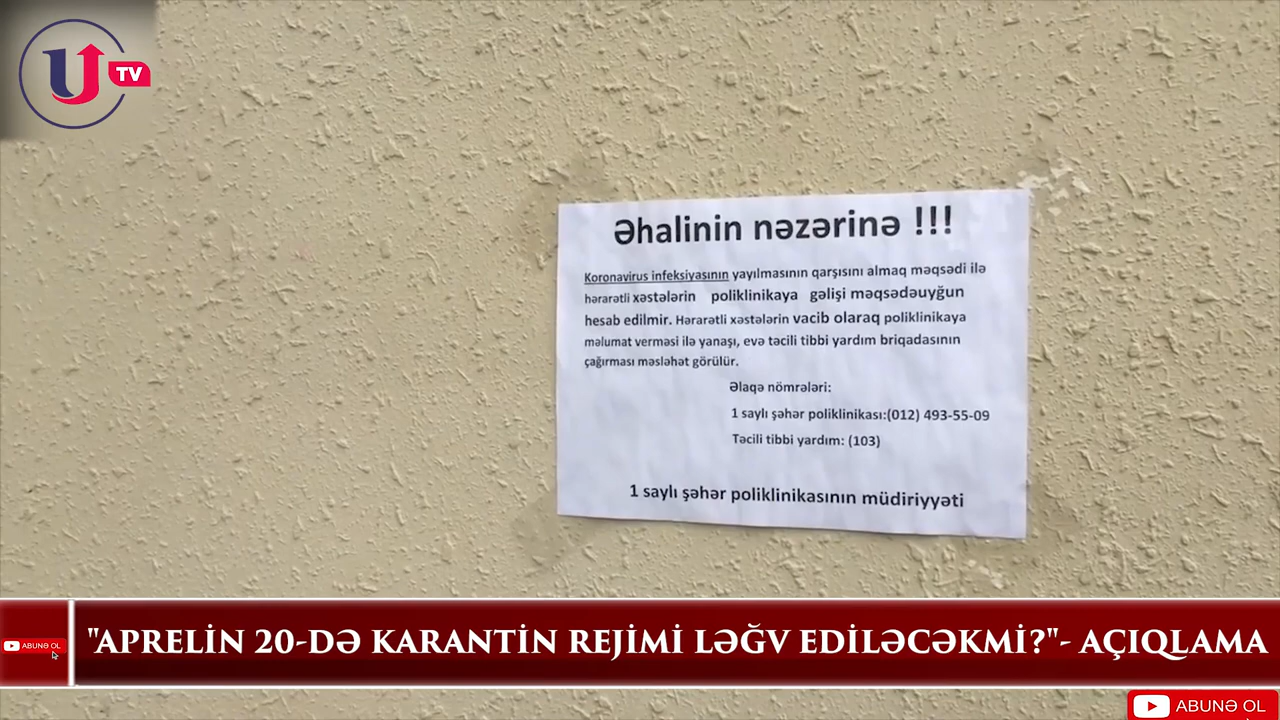 U TV
Əhalinin nəzərinə !!!
Koronavirus infeksiyasının yayılmasının qarşısını almaq məqsədi ilə
hərarətli xəstələrin poliklinikaya gəlişi məqsədəuyğun
hesab edilmir. Hərarətli xəstələrin vacib olaraq poliklinikaya
məlumat verməsi ilə yanaşı, evə təcili tibbi yardım briqadasının
çağırması məsləhət görülür.
Əlaqə nömrələri:
1 saylı şəhər poliklinikası:(012) 493-55-09
Təcili tibbi yardım: (103)
1 saylı şəhər poliklinikasının müdiriyyəti
ABUNƏ OL
"APRELİN 20-DƏ KARANTİN REJİMİ LƏĞV EDİLƏCƏKMİ?"- AÇIQLAMA
ABUNƏ OL